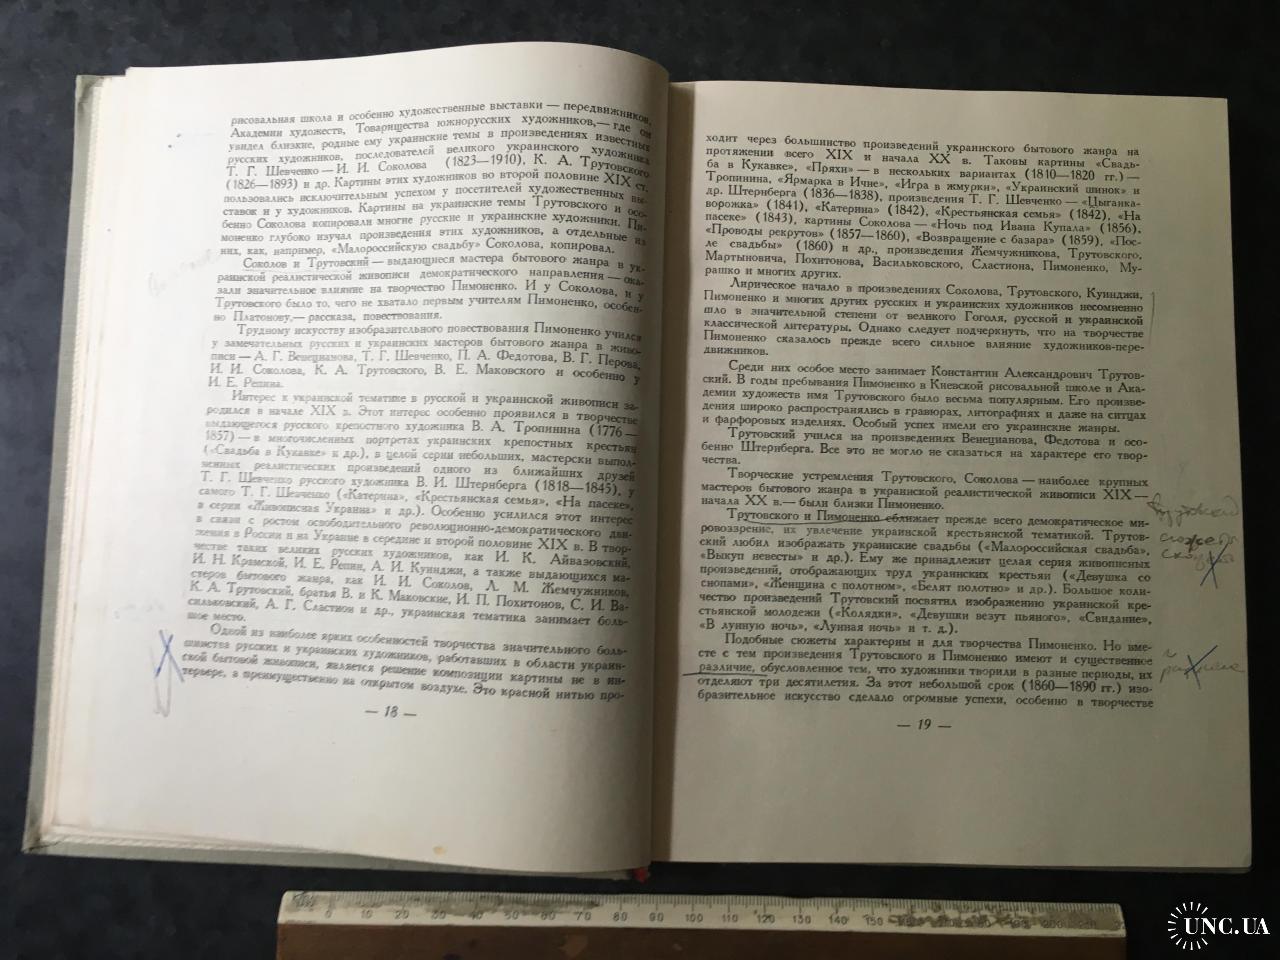 рисовальная школа и особенно художественные выставки — передвижников,
Академии художеств, Товарищества южнорусских художников,— где он
увидел близкие, родные ему украинские темы в произведениях известных
русских художников, последователей великого украинского художника
Т. Г. Шевченко — И. И. Соколова (1823—1910), К. А. Трутовского
(1826—1893) и др. Картины этих художников во второй половине XIX ст.
пользовались исключительным успехом у посетителей художественных вы-
ставок и у художников. Картины на украинские темы Трутовского и осо-
бенно Соколова копировали многие русские и украинские художники. Пи-
моненко глубоко изучал произведения этих художников, а отдельные из
них, как, например, «Малороссийскую свадьбу» Соколова, копировал.
Соколов и Трутовский — выдающиеся мастера бытового жанра в ук-
раинской реалистической живописи демократического направления — ока-
зали значительное влияние на творчество Пимоненко. И у Соколова, и у
Трутовского было то, чего не хватало первым учителям Пимоненко, особен-
но Платонову,— рассказа, повествования.
Трудному искусству изобразительного повествования Пимоненко учился
у замечательных русских и украинских мастеров бытового жанра в живо-
писи — А. Г. Венецианова, Т. Г. Шевченко, П. А. Федотова, В. Г. Перова,
И. И. Соколова, К. А. Трутовского, В. Е. Маковского и особенно у
И. Е. Репина.
Интерес к украинской тематике в русской и украинской живописи за-
родился в начале XIX в. Этот интерес особенно проявился в творчестве
выдающегося русского крепостного художника В. А. Тропинина (1776—
1857) — в многочисленных портретах украинских крепостных крестьян
(«Свадьба в Кукавке» и др.), в целой серии небольших, мастерски выпол-
ненных реалистических произведений одного из ближайших друзей
Т. Г. Шевченко русского художника В. И. Штернберга (1818—1845), у
самого Т. Г. Шевченко («Катерина», «Крестьянская семья», «На пасеке»,
в серии «Живописная Украина» и др.). Особенно усилился этот интерес
в связи с ростом освободительного революционно-демократического дви-
жения в России и на Украине в середине и второй половине XIX в. В твор-
честве таких великих русских художников, как И. К. Айвазовский,
И. Н. Крамской, И. Е. Репин, А. И. Куинджи, а также выдающихся ма-
стеров бытового жанра, как И. И. Соколов, Л. М. Жемчужников,
К. А. Трутовский, братья В. и К. Маковские, И. П. Похитонов, С. И. Ва-
сильковский, А. Г. Сластион и др., украинская тематика занимает боль-
шое место.
Одной из наиболее ярких особенностей творчества значительного боль-
шинства русских и украинских художников, работавших в области украин-
ской бытовой живописи, является решение композиции картины не в ин-
терьере, а преимущественно на открытом воздухе. Это красной нитью про-
— 18 —
ходит через большинство произведений украинского бытового жанра на
протяжении всего XIX и начала XX в. Таковы картины «Свадь-
ба в Кукавке», «Пряхи» — в нескольких вариантах (1810—1820 гг.) —
Тропинина, «Ярмарка в Ичне», «Игра в жмурки», «Украинский шинок» и
др. Штернберга (1836—1838), произведения Т. Г. Шевченко — «Цыганка-
ворожка» (1841), «Катерина» (1842), «Крестьянская семья» (1842), «На
пасеке» (1843), картины Соколова — «Ночь под Ивана Купала» (1856),
«Проводы рекрутов» (1857—1860), «Возвращение с базара» (1859), «Пос-
ле свадьбы» (1860) и др., произведения Жемчужникова, Трутовского,
Мартыновича, Похитонова, Васильковского, Сластиона, Пимоненко, Му-
рашко и многих других.
Лирическое начало в произведениях Соколова, Трутовского, Куинджи,
Пимоненко и многих других русских и украинских художников несомненно
шло в значительной степени от великого Гоголя, русской и украинской
классической литературы. Однако следует подчеркнуть, что на творчестве
Пимоненко сказалось прежде всего сильное влияние художников-пере-
движников.
Среди них особое место занимает Константин Александрович Трутов-
ский. В годы пребывания Пимоненко в Киевской рисовальной школе и Ака-
демии художеств имя Трутовского было весьма популярным. Его произве-
дения широко распространялись в гравюрах, литографиях и даже на ситцах
и фарфоровых изделиях. Особый успех имели его украинские жанры.
Трутовский учился на произведениях Венецианова, Федотова и осо-
бенно Штернберга. Все это не могло не сказаться на характере его твор-
чества.
Творческие устремления Трутовского, Соколова — наиболее крупных
мастеров бытового жанра в украинской реалистической живописи XIX —
начала XX в.— были близки Пимоненко.
Трутовского и Пимоненко сближает прежде всего демократическое ми-
ровоззрение, их увлечение украинской крестьянской тематикой. Трутов-
ский любил изображать украинские свадьбы («Малороссийская свадьба»,
«Выкуп невесты» и др.). Ему же принадлежит целая серия живописных
произведений, отображающих труд украинских крестьян («Девушка со
снопами», «Женщина с полотном», «Белят полотно» и др.). Большое коли-
чество произведений Трутовский посвятил изображению украинской кре-
стьянской молодежи («Колядки», «Девушки везут пьяного», «Свидание»,
«В лунную ночь», «Лунная ночь» и т. д.).
Подобные сюжеты характерны и для творчества Пимоненко. Но вме-
сте с тем произведения Трутовского и Пимоненко имеют и существенное
различие, обусловленное тем, что художники творили в разные периоды, их
отделяют три десятилетия. За этот небольшой срок (1860—1890 гг.) изо-
бразительное искусство сделало огромные успехи, особенно в творчестве
— 19 —
Трутовский
сюжеты
0 10 20 30 40 50 60 70 80 90 100 110 120 130 140 150
UNC.UA